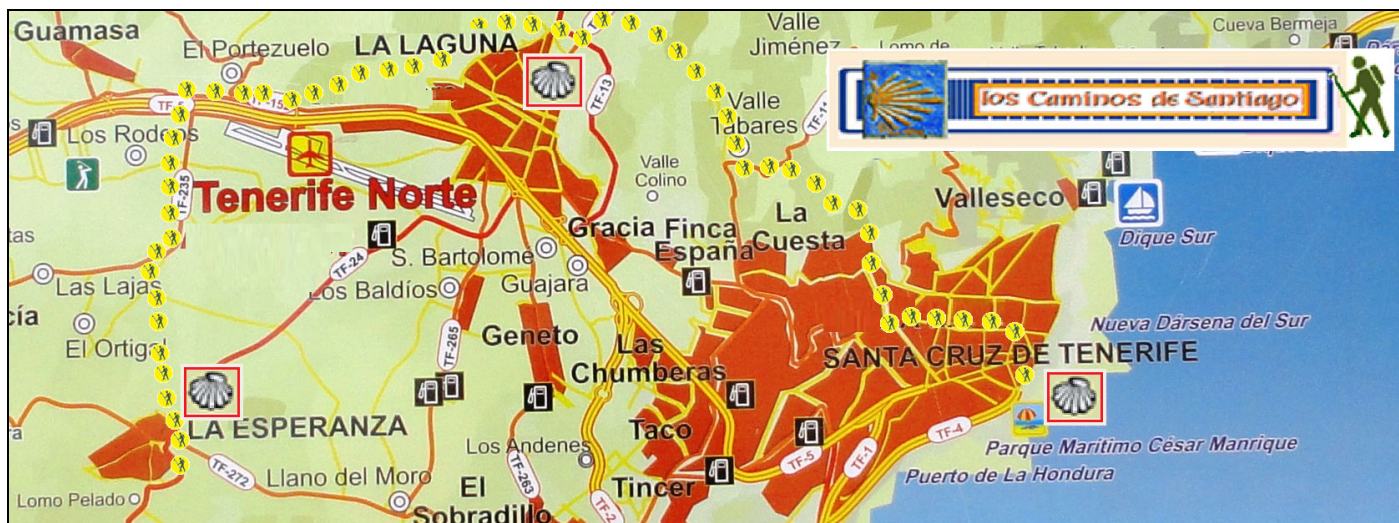 Guamasa
El Portezuelo
LA LAGUNA
Valle
Jiménez
Cueva Bermeja
Lomo de
los Caminos de Santiago
TF-5
TF-13
Valle
Tabares
TF-11
Los Rodeos
TF-235
Tenerife Norte
Valle
Colino
Valleseco
Dique Sur
Gracia
Finca
España
La
Cuesta
S. Bartolomé
Guajara
TF-24
Las Lajas
Los Baldíos
cía
El Ortigal
TF-265
Geneto
Las
Chumberas
Nueva Dársena del Sur
SANTA CRUZ DE TENERIFE
LA ESPERANZA
Los Andenes
Taco
TF-4
Parque Marítimo César Manrique
TF-5
TF-1
Puerto de La Hondura
TF-272
Llano del Moro
TF-263
Tincer
Lomo Pelado
El
Sobradillo
TF-2